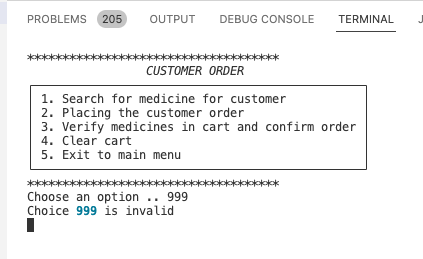 PROBLEMS 205 OUTPUT DEBUG CONSOLE TERMINAL J
************************************
CUSTOMER ORDER
1. Search for medicine for customer
2. Placing the customer order
3. Verify medicines in cart and confirm order
4. Clear cart
5. Exit to main menu
************************************
Choose an option .. 999
Choice 999 is invalid